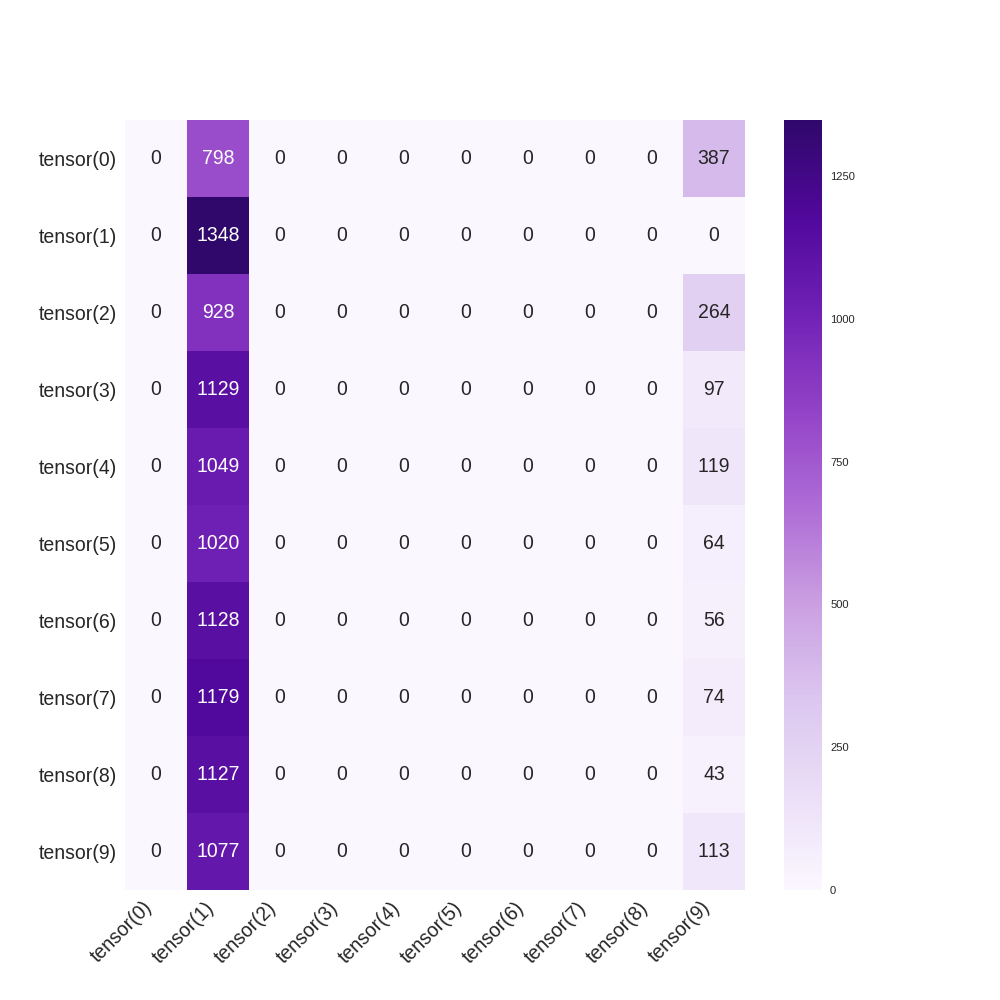 tensor(0) 0 798 0 0 0 0 0 0 0 387
tensor(1) 0 1348 0 0 0 0 0 0 0 0
tensor(2) 0 928 0 0 0 0 0 0 0 264
tensor(3) 0 1129 0 0 0 0 0 0 0 97
tensor(4) 0 1049 0 0 0 0 0 0 0 119
tensor(5) 0 1020 0 0 0 0 0 0 0 64
tensor(6) 0 1128 0 0 0 0 0 0 0 56
tensor(7) 0 1179 0 0 0 0 0 0 0 74
tensor(8) 0 1127 0 0 0 0 0 0 0 43
tensor(9) 0 1077 0 0 0 0 0 0 0 113
tensor(0) tensor(1) tensor(2) tensor(3) tensor(4) tensor(5) tensor(6) tensor(7) tensor(8) tensor(9)
1250
1000
750
500
250
0